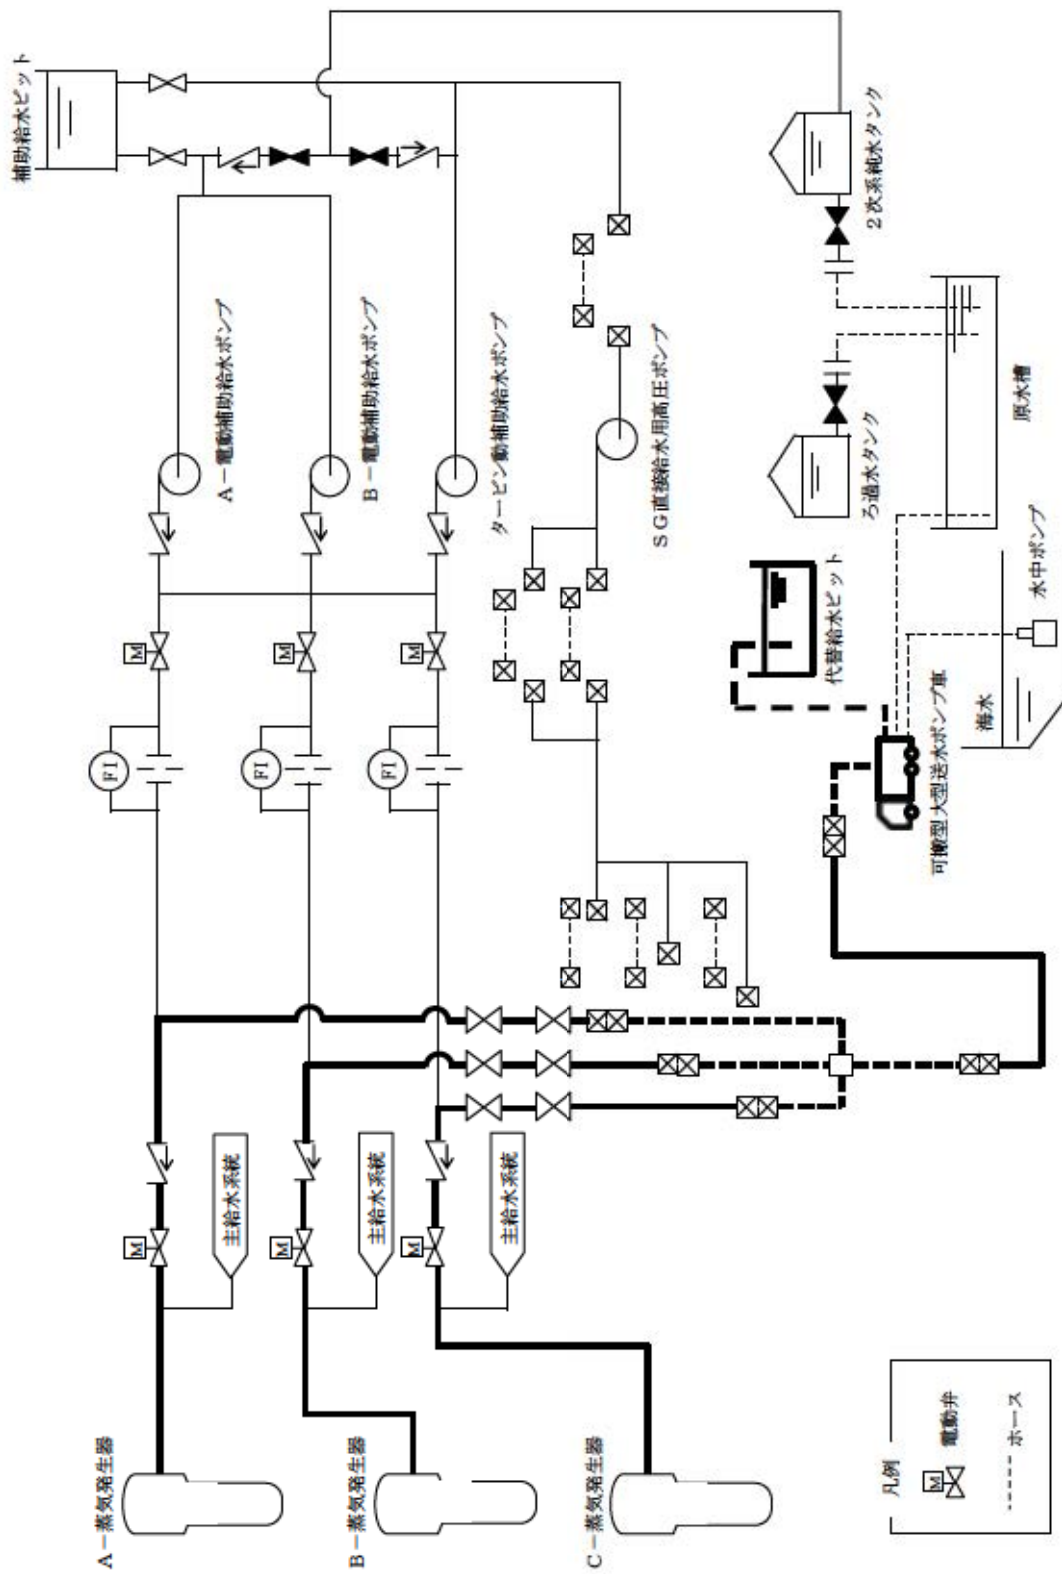 補助給水ピット
2次系純水タンク
A-電動補助給水ポンプ
B-電動補助給水ポンプ
タービン動補助給水ポンプ
SG直接給水用高圧ポンプ
ろ過水タンク
原水槽
代替給水ピット
水中ポンプ
海水
可搬型大型送水ポンプ車
M
M
M
FI
FI
FI
主給水系統
主給水系統
主給水系統
M
M
M
A-蒸気発生器
B-蒸気発生器
C-蒸気発生器
凡例
M
電動弁
ホース